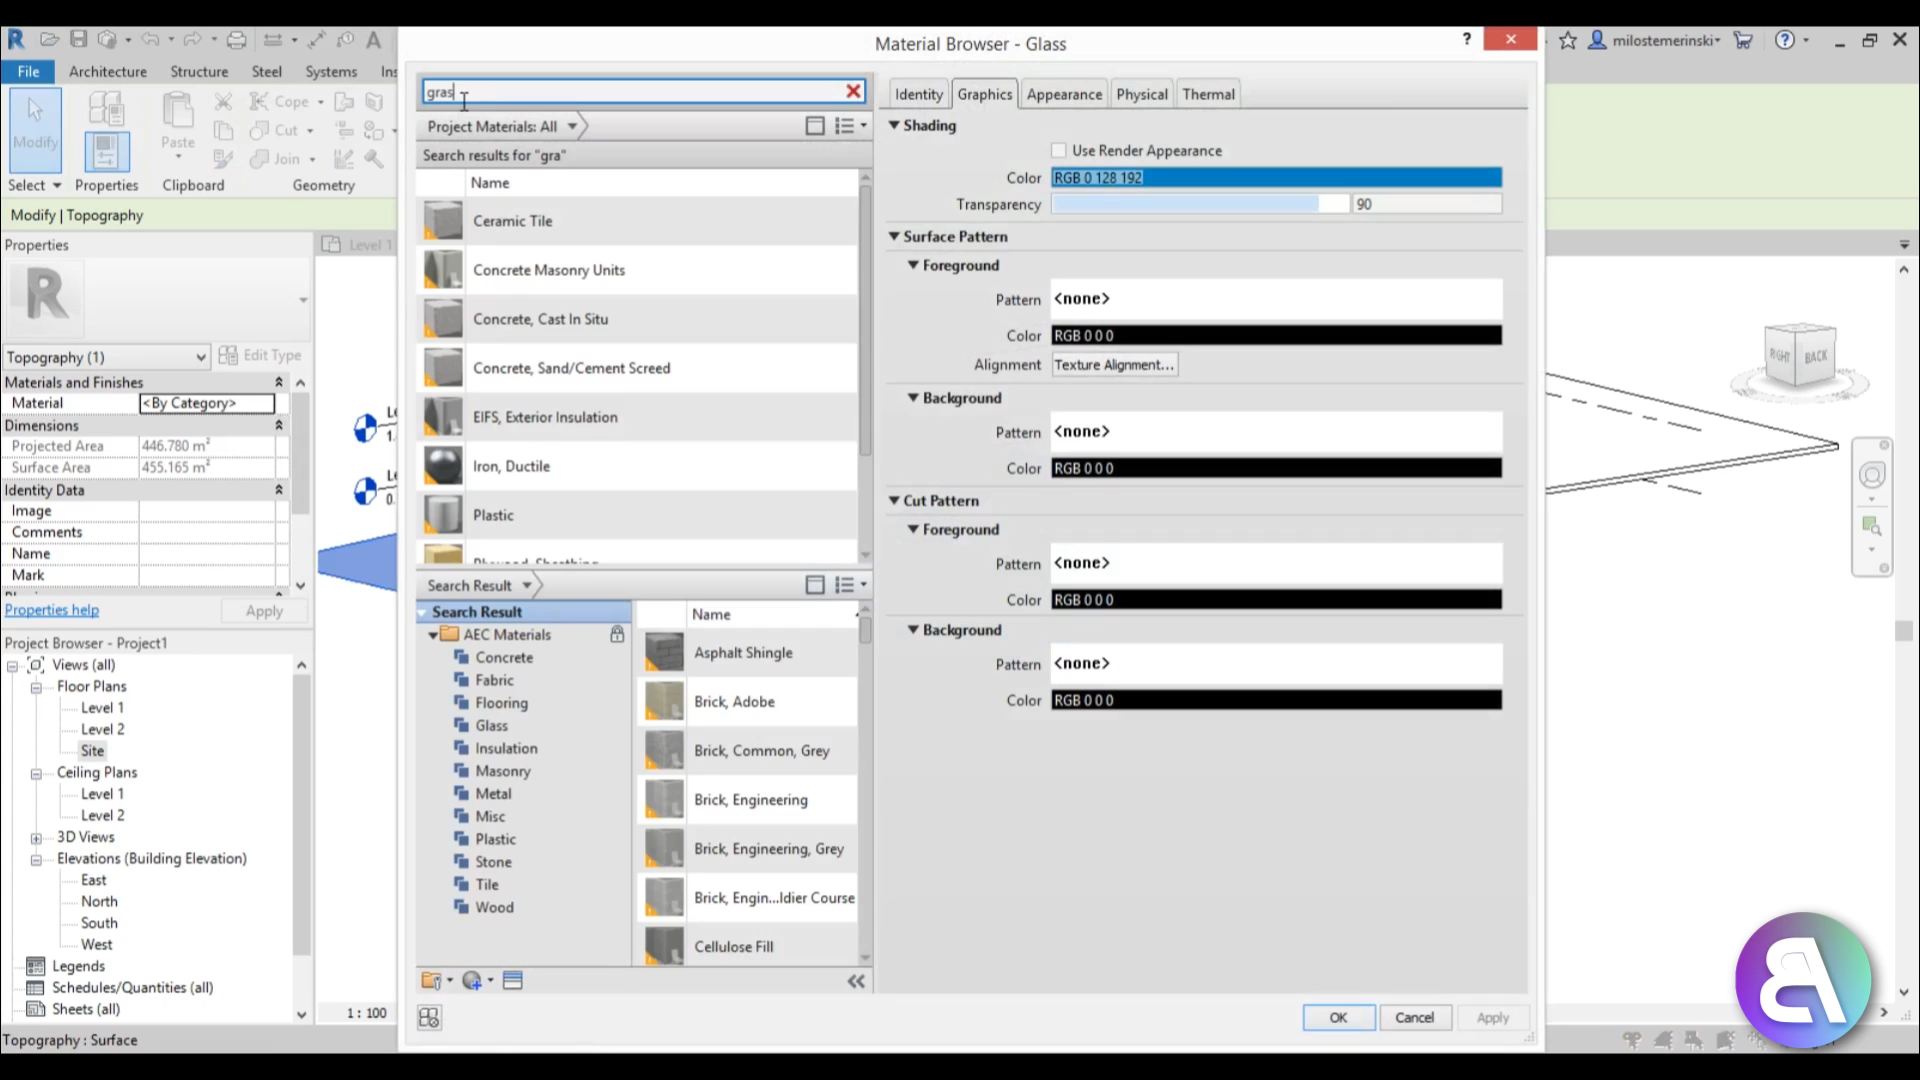 Material Browser - Glass
?
milostemerinski
File
Architecture
Structure
Steel
Systems
Ins
Modify
Paste
Cope
Cut
Join
Select
Properties
Clipboard
Geometry
Modify | Topography
Properties
Level 1
R
Topography (1)
Edit Type
Materials and Finishes
Material
<By Category>
Dimensions
Projected Area
446.780 m²
Surface Area
455.165 m²
Identity Data
Image
Comments
Name
Mark
Properties help
Apply
Project Browser - Project1
Views (all)
Floor Plans
Level 1
Level 2
Site
Ceiling Plans
Level 1
Level 2
3D Views
Elevations (Building Elevation)
East
North
South
West
Legends
Schedules/Quantities (all)
Sheets (all)
Topography : Surface
1 : 100
gras
Project Materials: All
Search results for "gra"
Name
Ceramic Tile
Concrete Masonry Units
Concrete, Cast In Situ
Concrete, Sand/Cement Screed
EIFS, Exterior Insulation
Iron, Ductile
Plastic
Search Result
Search Result
AEC Materials
Concrete
Fabric
Flooring
Glass
Insulation
Masonry
Metal
Misc
Plastic
Stone
Tile
Wood
Name
Asphalt Shingle
Brick, Adobe
Brick, Common, Grey
Brick, Engineering
Brick, Engineering, Grey
Brick, Engin...ldier Course
Cellulose Fill
Identity
Graphics
Appearance
Physical
Thermal
Shading
Use Render Appearance
Color
RGB 0 128 192
Transparency
90
Surface Pattern
Foreground
Pattern
<none>
Color
RGB 0 0 0
Alignment
Texture Alignment...
Background
Pattern
<none>
Color
RGB 0 0 0
Cut Pattern
Foreground
Pattern
<none>
Color
RGB 0 0 0
Background
Pattern
<none>
Color
RGB 0 0 0
OK
Cancel
Apply
RIGHT
BACK